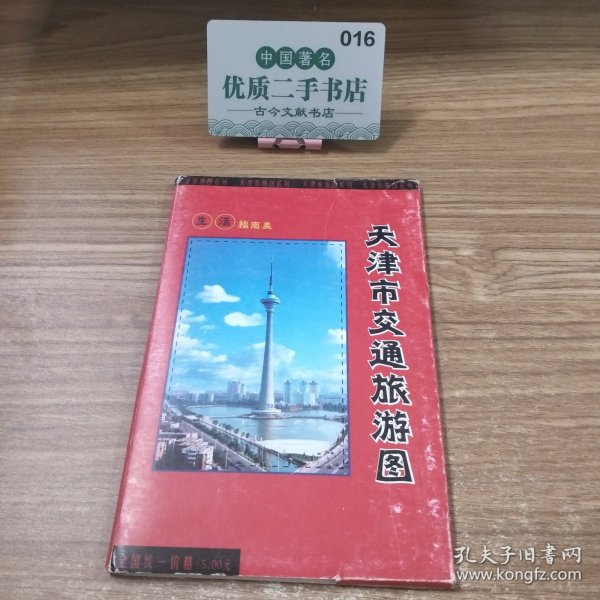 016
中国著名
优质二手书店
古今文献书店
生活指南类
天津市交通旅游图
全国统一价格:5.00元
孔夫子旧书网
www.kongfz.com